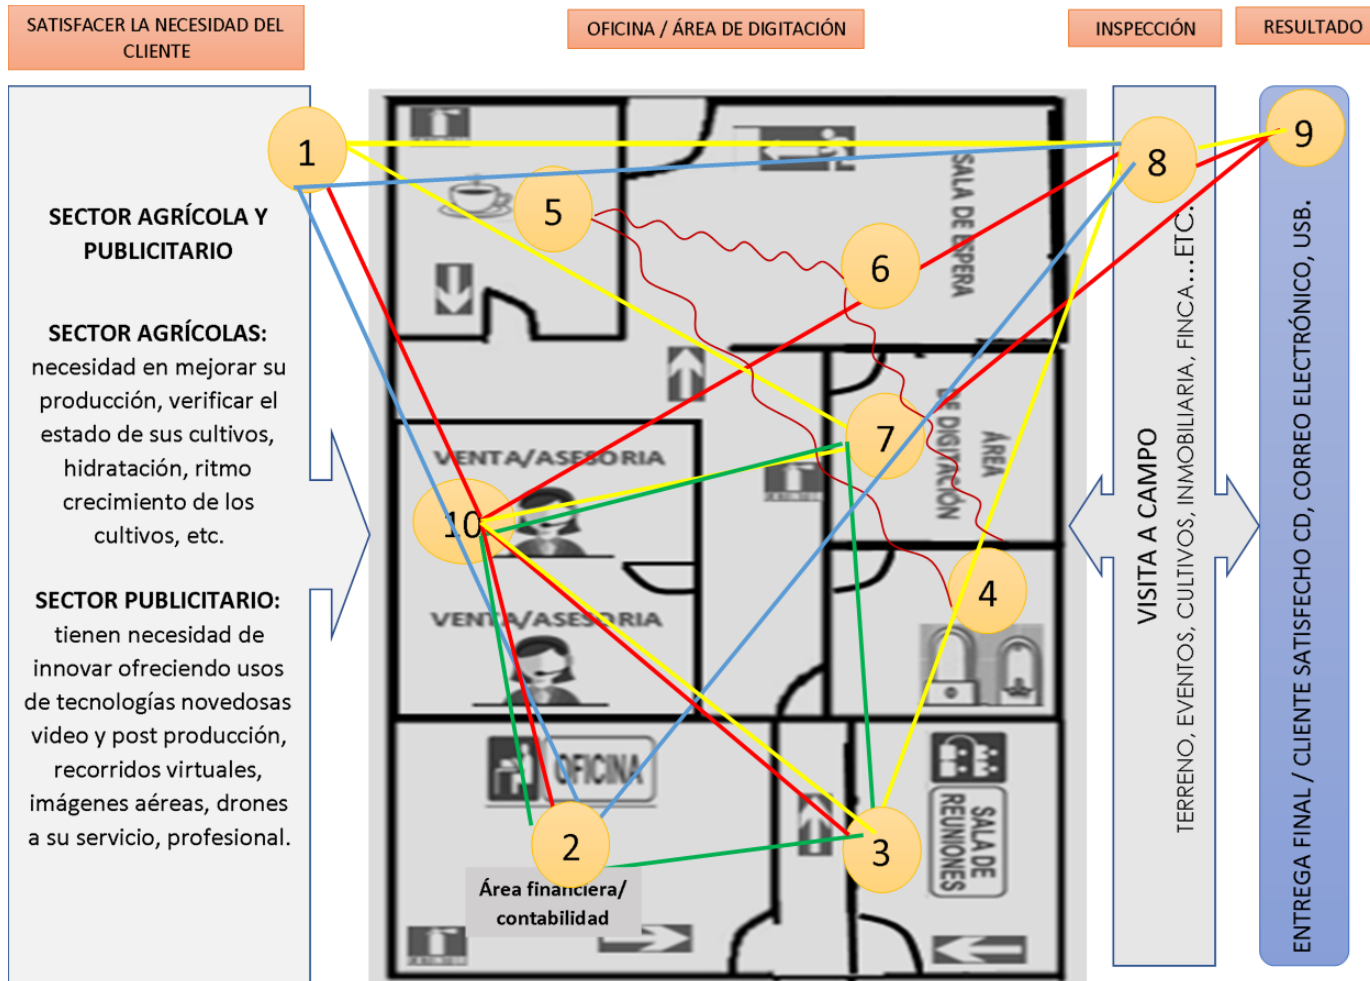 SATISFACER LA NECESIDAD DEL
CLIENTE
OFICINA / ÁREA DE DIGITACIÓN
INSPECCIÓN
RESULTADO
1
SECTOR AGRÍCOLA Y
PUBLICITARIO
SECTOR AGRÍCOLAS:
necesidad en mejorar su
producción, verificar el
estado de sus cultivos,
hidratación, ritmo
crecimiento de los
cultivos, etc.
SECTOR PUBLICITARIO:
tienen necesidad de
innovar ofreciendo usos
de tecnologías novedosas
video y post producción,
recorridos virtuales,
imágenes aéreas, drones
a su servicio, profesional.
5
6
SALA DE ESPERA
7
ÁREA
DE DIGITACIÓN
VENTA/ASESORIA
10
VENTA/ASESORIA
4
OFICINA
2
Área financiera/
contabilidad
3
SALA DE
REUNIONES
8
VISITA A CAMPO
TERRENO, EVENTOS, CULTIVOS, INMOBILIARIA, FINCA....ETC.
9
ENTREGA FINAL / CLIENTE SATISFECHO CD, CORREO ELECTRÓNICO, USB.